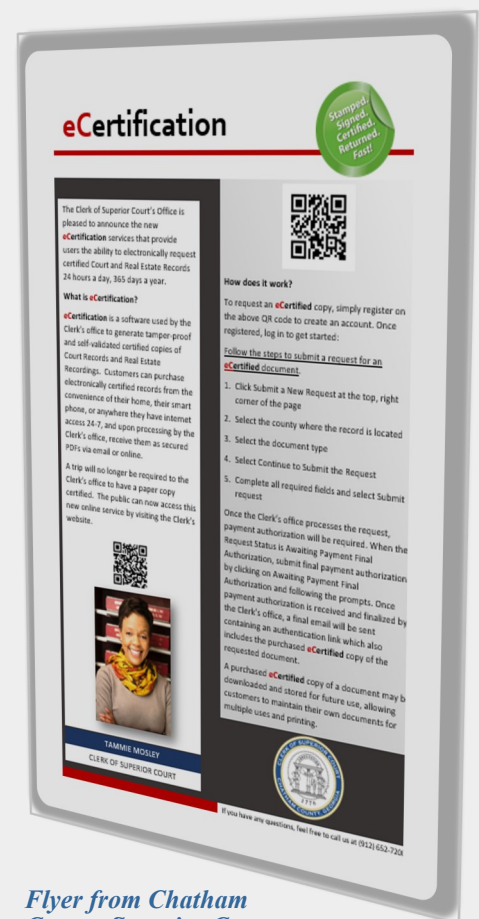 eCertification
Stamped.
Signed.
Certified.
Returned.
Fast!
The Clerk of Superior Court's Office is
pleased to announce the new
eCertification services that provide
users the ability to electronically request
certified Court and Real Estate Records
24 hours a day, 365 days a year.
What is eCertification?
eCertification is a software used by the
Clerk's office to generate tamper-proof
and self-validated certified copies of
Court Records and Real Estate
Recordings. Customers can purchase
electronically certified records from the
convenience of their home, their smart
phone, or anywhere they have internet
access 24-7, and upon processing by the
Clerk's office, receive them as secured
PDFs via email or online.
A trip will no longer be required to the
Clerk's office to have a paper copy
certified. The public can now access this
new online service by visiting the Clerk's
website.
TAMMIE MOSLEY
CLERK OF SUPERIOR COURT
How does it work?
To request an eCertified copy, simply register on
the above QR code to create an account. Once
registered, log in to get started:
Follow the steps to submit a request for an
eCertified document.
1. Click Submit a New Request at the top, right
corner of the page
2. Select the county where the record is located
3. Select the document type
4. Select Continue to Submit the Request
5. Complete all required fields and select Submit
request
Once the Clerk's office processes the request,
payment authorization will be required. When the
Request Status is Awaiting Payment Final
Authorization, submit final payment authorization
by clicking on Awaiting Payment Final
Authorization and following the prompts. Once
payment authorization is received and finalized by
the Clerk's office, a final email will be sent
containing an authentication link which also
includes the purchased eCertified copy of the
requested document.
A purchased eCertified copy of a document may b
downloaded and stored for future use, allowing
customers to maintain their own documents for
multiple uses and printing.
CLERK OF SUPERIOR COURT
CHATHAM COUNTY, GEORGIA
1776
If you have any questions, feel free to call us at (912) 652-720
Flyer from Chatham